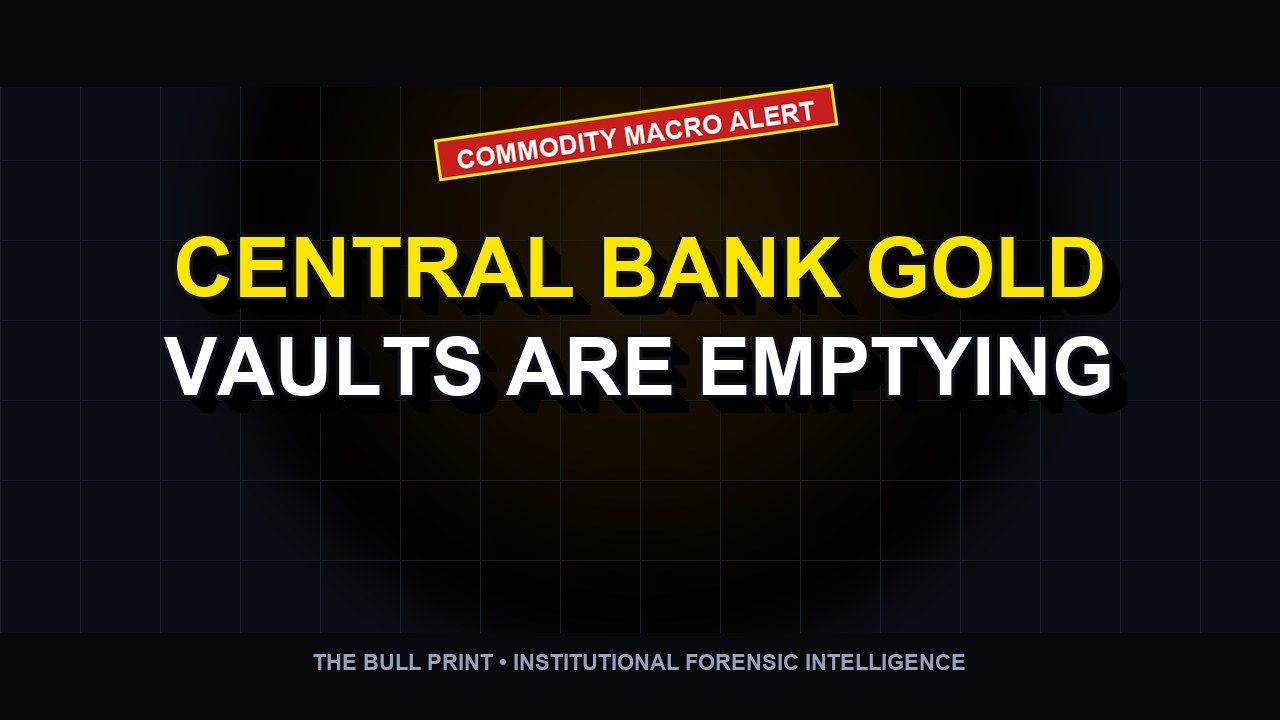 COMMODITY MACRO ALERT
CENTRAL BANK GOLD
VAULTS ARE EMPTYING
THE BULL PRINT • INSTITUTIONAL FORENSIC INTELLIGENCE